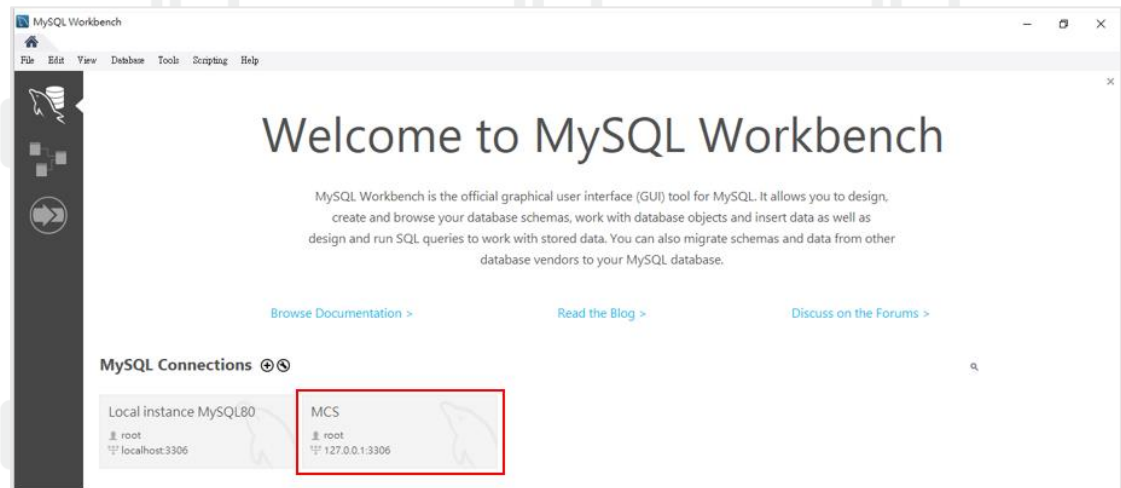 MySQL Workbench
File Edit View Database Tools Scripting Help
Welcome to MySQL Workbench
MySQL Workbench is the official graphical user interface (GUI) tool for MySQL. It allows you to design,
create and browse your database schemas, work with database objects and insert data as well as
design and run SQL queries to work with stored data. You can also migrate schemas and data from other
database vendors to your MySQL database.
Browse Documentation > Read the Blog > Discuss on the Forums >
MySQL Connections
Local instance MySQL80
root
localhost:3306
MCS
root
127.0.0.1:3306